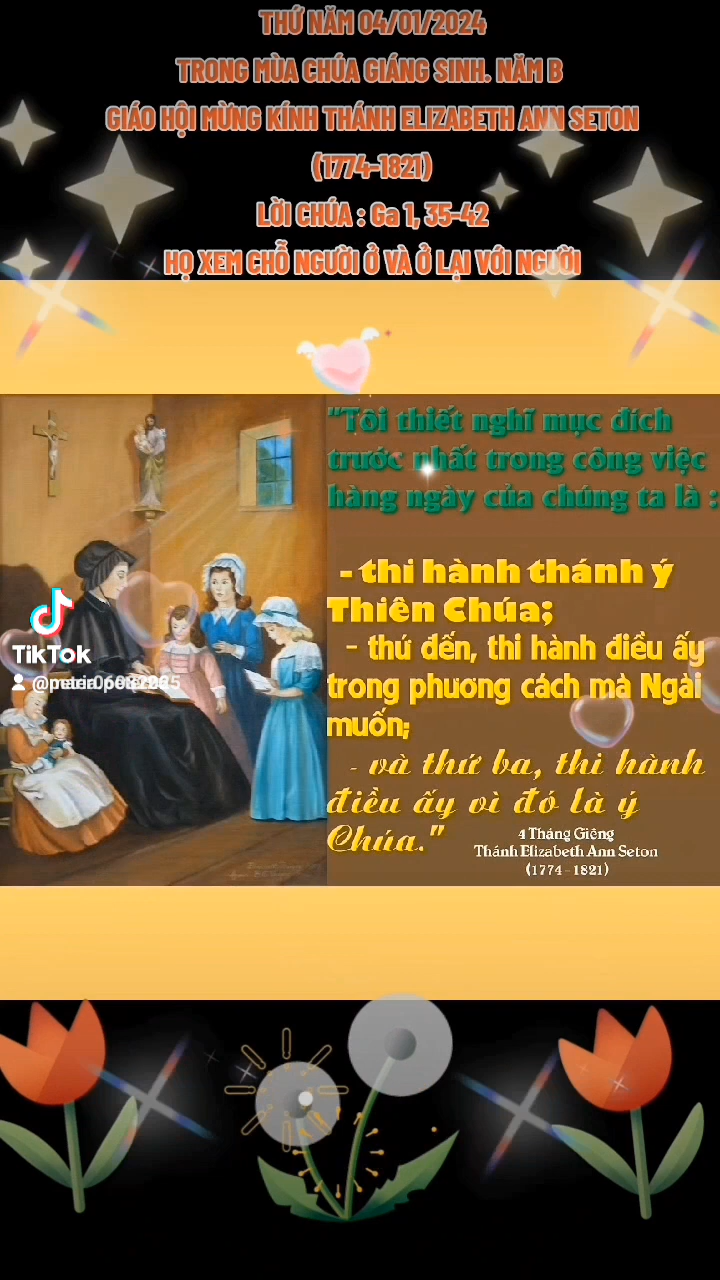 THỨ NĂM 04/01/2024
TRONG MÙA CHÚA GIÁNG SINH. NĂM B
GIÁO HỘI MỪNG KÍNH THÁNH ELIZABETH ANN SETON
(1774-1821)
LỜI CHÚA : Ga 1, 35-42
HỌ XEM CHỖ NGƯỜI Ở VÀ Ở LẠI VỚI NGƯỜI
"Tôi thiết nghĩ mục đích
trước nhất trong công việc
hàng ngày của chúng ta là :
- thi hành thánh ý
Thiên Chúa;
- thứ đến, thi hành điều ấy
trong phương cách mà Ngài
muốn;
- và thứ ba, thi hành
điều ấy vì đó là ý
Chúa."
4 Tháng Giêng
Thánh Elizabeth Ann Seton
(1774 - 1821)
TikTok